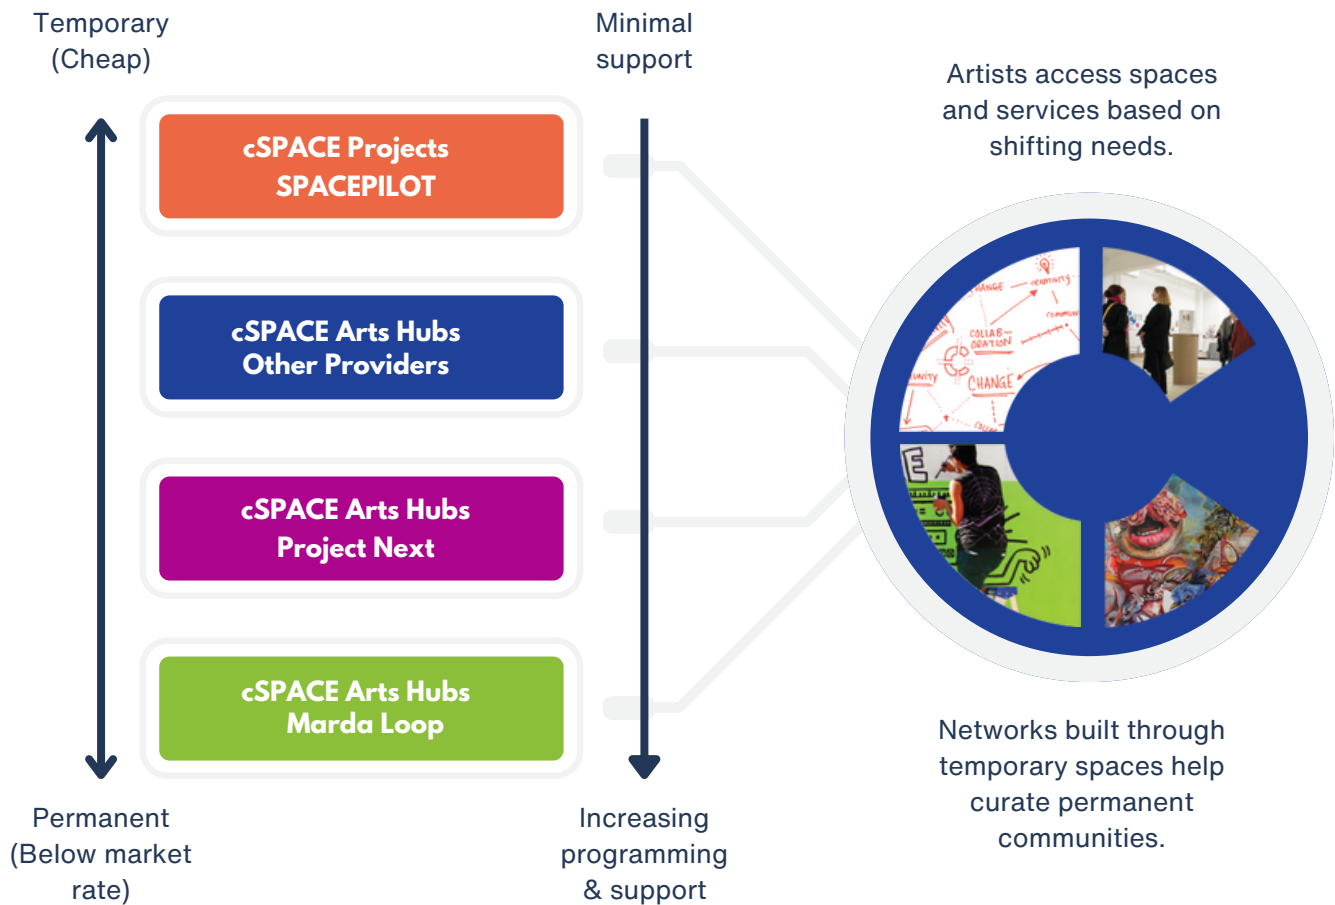 Temporary
(Cheap)
Minimal
support
Artists access spaces
and services based on
shifting needs.
cSPACE Projects
SPACEPILOT
cSPACE Arts Hubs
Other Providers
cSPACE Arts Hubs
Project Next
cSPACE Arts Hubs
Marda Loop
COLLAB-
ORATION
CHANGE
E
Permanent
(Below market
rate)
Increasing
programming
& support
Networks built through
temporary spaces help
curate permanent
communities.